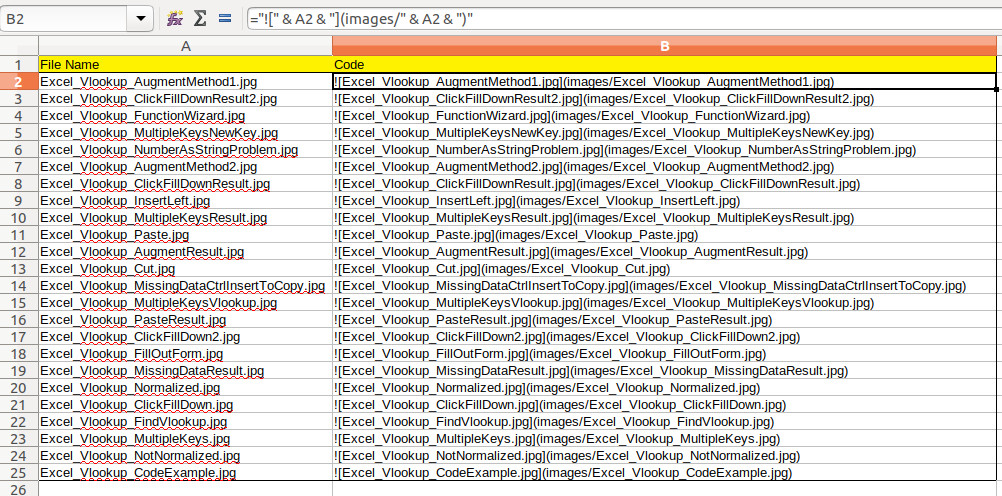 B2 fx Σ = ="![" & A2 & "](images/" & A2 & ")"
A B
1 File Name Code
2 Excel_Vlookup_AugmentMethod1.jpg ![Excel_Vlookup_AugmentMethod1.jpg](images/Excel_Vlookup_AugmentMethod1.jpg)
3 Excel_Vlookup_ClickFillDownResult2.jpg ![Excel_Vlookup_ClickFillDownResult2.jpg](images/Excel_Vlookup_ClickFillDownResult2.jpg)
4 Excel_Vlookup_FunctionWizard.jpg ![Excel_Vlookup_FunctionWizard.jpg](images/Excel_Vlookup_FunctionWizard.jpg)
5 Excel_Vlookup_MultipleKeysNewKey.jpg ![Excel_Vlookup_MultipleKeysNewKey.jpg](images/Excel_Vlookup_MultipleKeysNewKey.jpg)
6 Excel_Vlookup_NumberAsStringProblem.jpg ![Excel_Vlookup_NumberAsStringProblem.jpg](images/Excel_Vlookup_NumberAsStringProblem.jpg)
7 Excel_Vlookup_AugmentMethod2.jpg ![Excel_Vlookup_AugmentMethod2.jpg](images/Excel_Vlookup_AugmentMethod2.jpg)
8 Excel_Vlookup_ClickFillDownResult.jpg ![Excel_Vlookup_ClickFillDownResult.jpg](images/Excel_Vlookup_ClickFillDownResult.jpg)
9 Excel_Vlookup_InsertLeft.jpg ![Excel_Vlookup_InsertLeft.jpg](images/Excel_Vlookup_InsertLeft.jpg)
10 Excel_Vlookup_MultipleKeysResult.jpg ![Excel_Vlookup_MultipleKeysResult.jpg](images/Excel_Vlookup_MultipleKeysResult.jpg)
11 Excel_Vlookup_Paste.jpg ![Excel_Vlookup_Paste.jpg](images/Excel_Vlookup_Paste.jpg)
12 Excel_Vlookup_AugmentResult.jpg ![Excel_Vlookup_AugmentResult.jpg](images/Excel_Vlookup_AugmentResult.jpg)
13 Excel_Vlookup_Cut.jpg ![Excel_Vlookup_Cut.jpg](images/Excel_Vlookup_Cut.jpg)
14 Excel_Vlookup_MissingDataCtrlInsertToCopy.jpg ![Excel_Vlookup_MissingDataCtrlInsertToCopy.jpg](images/Excel_Vlookup_MissingDataCtrlInsertToCopy.jpg)
15 Excel_Vlookup_MultipleKeysVlookup.jpg ![Excel_Vlookup_MultipleKeysVlookup.jpg](images/Excel_Vlookup_MultipleKeysVlookup.jpg)
16 Excel_Vlookup_PasteResult.jpg ![Excel_Vlookup_PasteResult.jpg](images/Excel_Vlookup_PasteResult.jpg)
17 Excel_Vlookup_ClickFillDown2.jpg ![Excel_Vlookup_ClickFillDown2.jpg](images/Excel_Vlookup_ClickFillDown2.jpg)
18 Excel_Vlookup_FillOutForm.jpg ![Excel_Vlookup_FillOutForm.jpg](images/Excel_Vlookup_FillOutForm.jpg)
19 Excel_Vlookup_MissingDataResult.jpg ![Excel_Vlookup_MissingDataResult.jpg](images/Excel_Vlookup_MissingDataResult.jpg)
20 Excel_Vlookup_Normalized.jpg ![Excel_Vlookup_Normalized.jpg](images/Excel_Vlookup_Normalized.jpg)
21 Excel_Vlookup_ClickFillDown.jpg ![Excel_Vlookup_ClickFillDown.jpg](images/Excel_Vlookup_ClickFillDown.jpg)
22 Excel_Vlookup_FindVlookup.jpg ![Excel_Vlookup_FindVlookup.jpg](images/Excel_Vlookup_FindVlookup.jpg)
23 Excel_Vlookup_MultipleKeys.jpg ![Excel_Vlookup_MultipleKeys.jpg](images/Excel_Vlookup_MultipleKeys.jpg)
24 Excel_Vlookup_NotNormalized.jpg ![Excel_Vlookup_NotNormalized.jpg](images/Excel_Vlookup_NotNormalized.jpg)
25 Excel_Vlookup_CodeExample.jpg ![Excel_Vlookup_CodeExample.jpg](images/Excel_Vlookup_CodeExample.jpg)
26